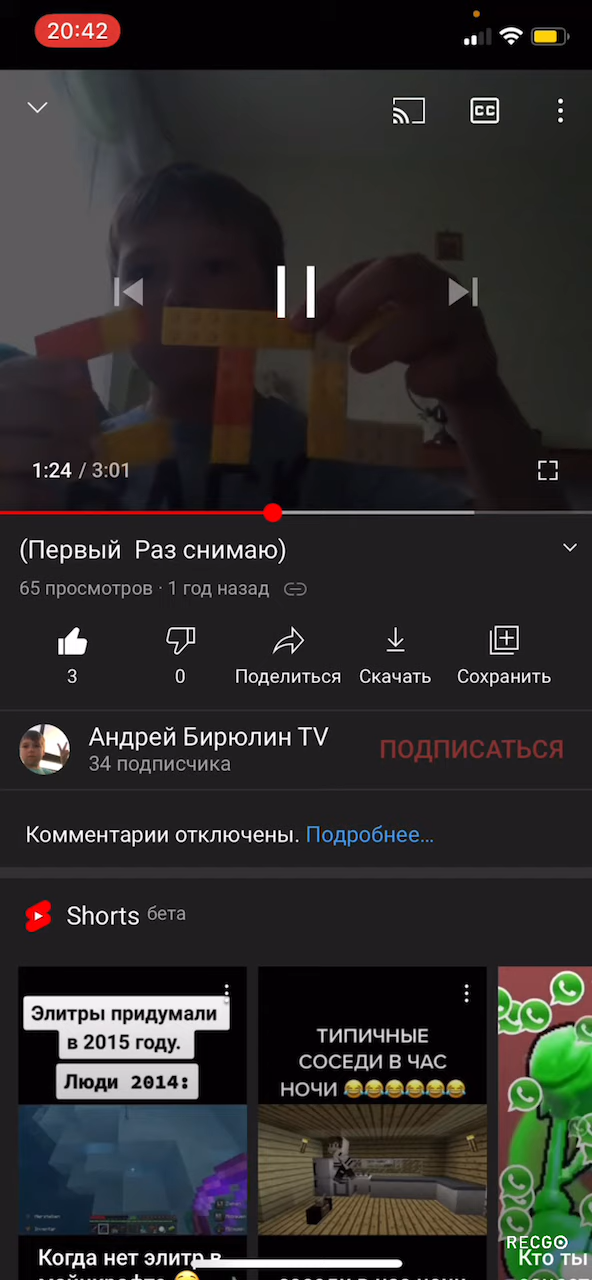 20:42
CC
1:24 / 3:01
(Первый Раз снимаю)
65 просмотров · 1 год назад
3
0
Поделиться
Скачать
Сохранить
Андрей Бирюлин TV
34 подписчика
ПОДПИСАТЬСЯ
Комментарии отключены. Подробнее...
Shorts бета
Элитры придумали
в 2015 году.
Люди 2014:
ТИПИЧНЫЕ
СОСЕДИ В ЧАС
НОЧИ 😂😂😂😂😂😂
RECGO
Когда нет элитр в
Кто ты